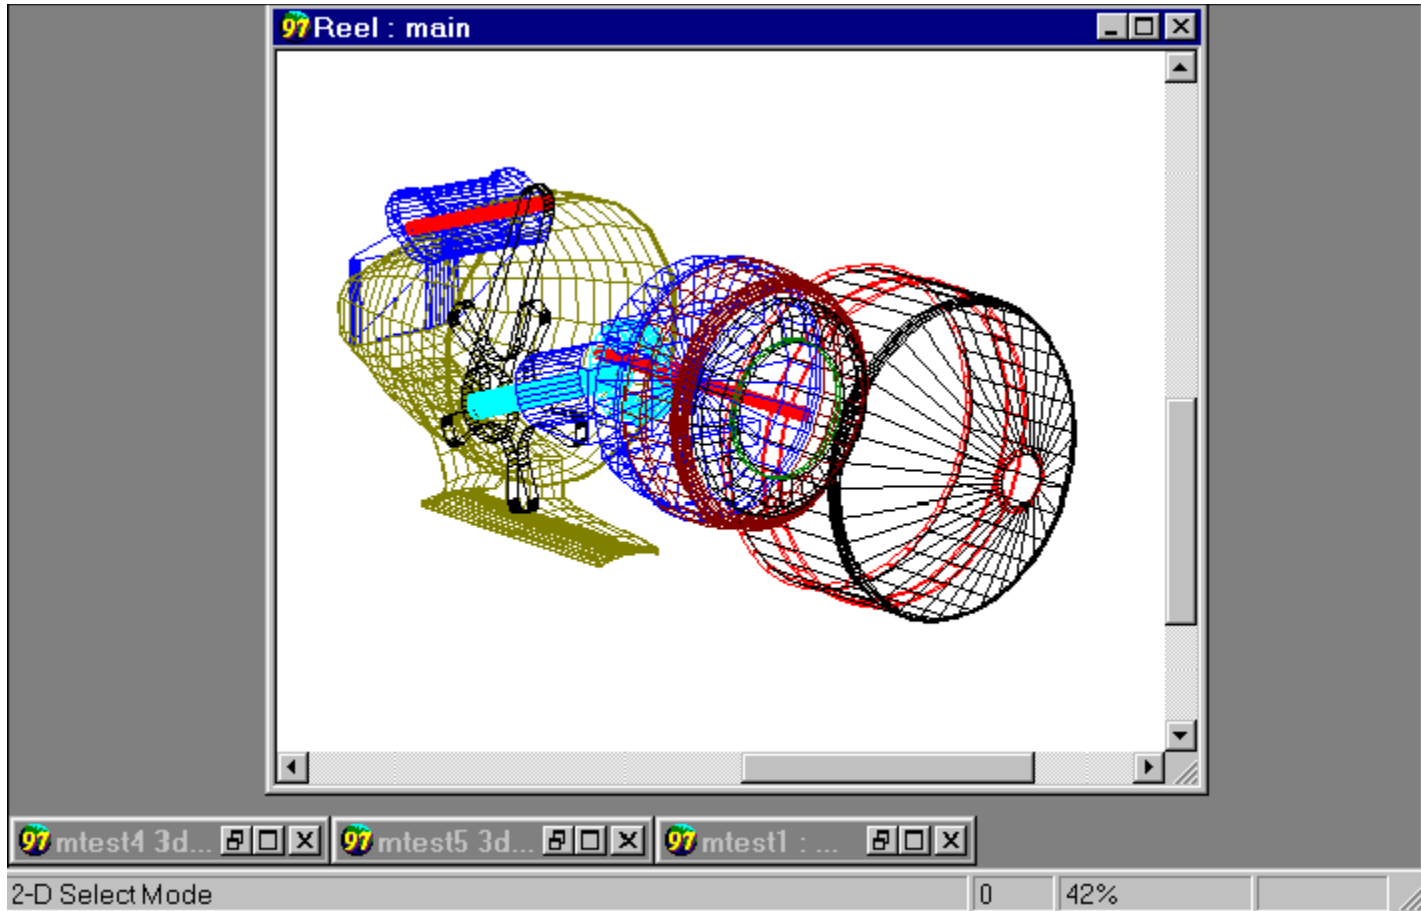 97 Reel : main
97 mtest4 3d...
97 mtest5 3d...
97 mtest1 : ...
2-D Select Mode
0
42%